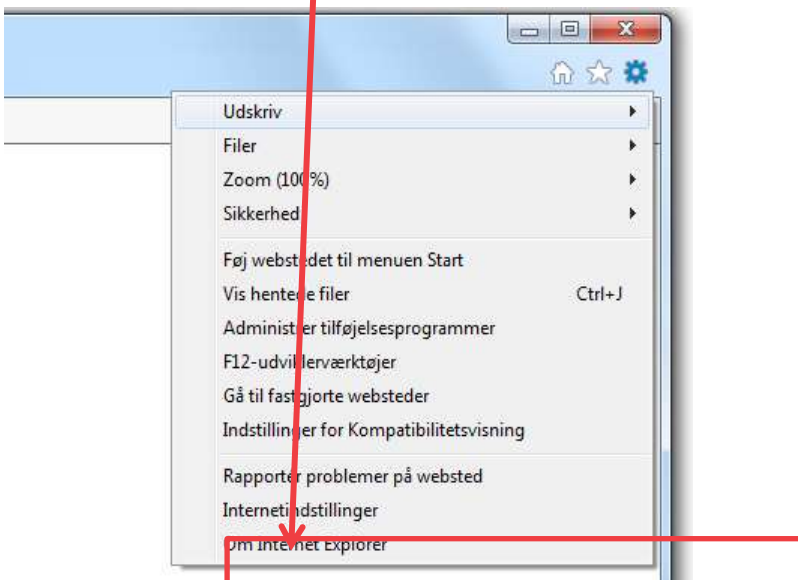 Udskriv
Filer
Zoom (100%)
Sikkerhed
Føj webstedet til menuen Start
Vis hentede filer Ctrl+J
Administrer tilføjelsesprogrammer
F12-udviklerværktøjer
Gå til fastgjorte websteder
Indstillinger for Kompatibilitetsvisning
Rapporter problemer på websted
Internetindstillinger
Om Internet Explorer